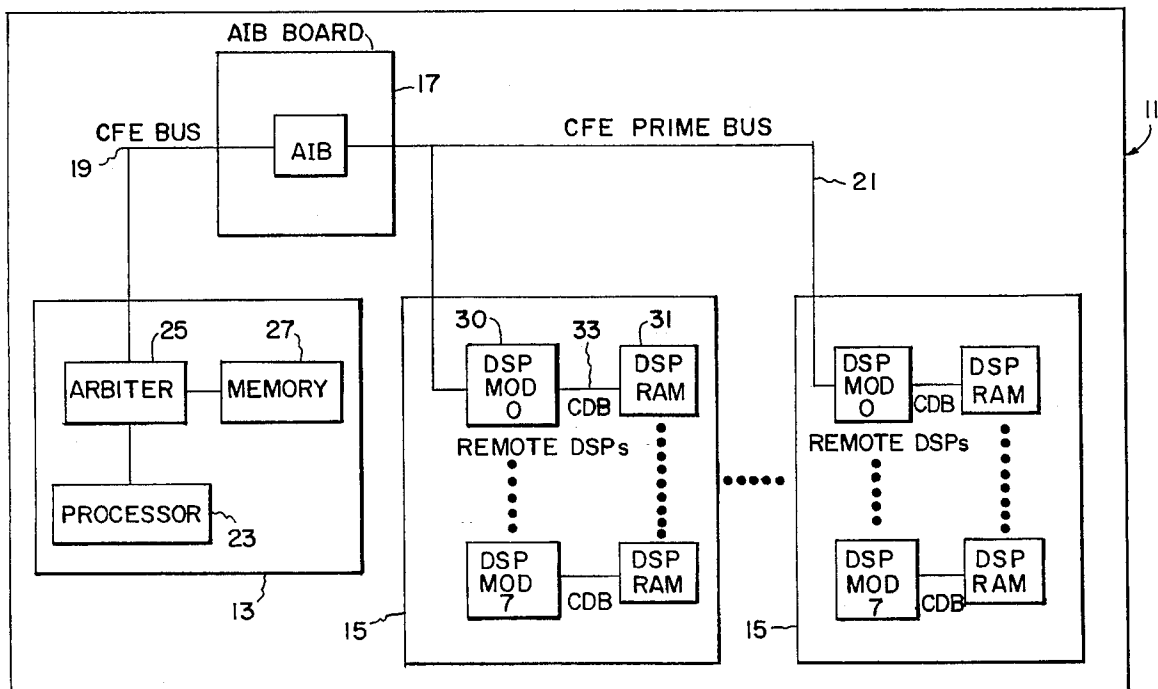 AIB BOARD
17
11
CFE BUS
CFE PRIME BUS
19
AIB
21
25
27
30
33
31
ARBITER
MEMORY
DSP
MOD
0
CDB
DSP
RAM
DSP
MOD
0
CDB
DSP
RAM
REMOTE DSPs
REMOTE DSPs
PROCESSOR
23
DSP
MOD
7
CDB
DSP
RAM
DSP
MOD
7
CDB
DSP
RAM
13
15
15